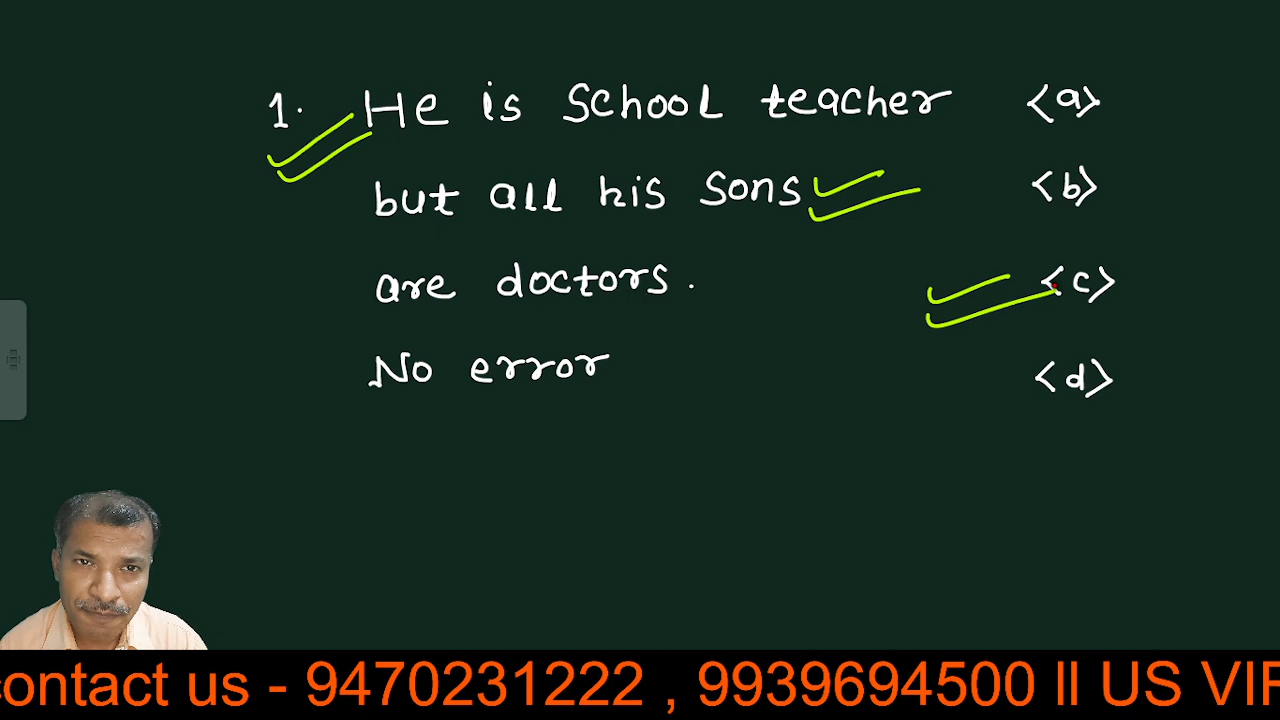 1. He is School teacher <a>
but all his sons <b>
are doctors. <c>
No error <d>
contact us - 9470231222 , 9939694500 ll US VIP